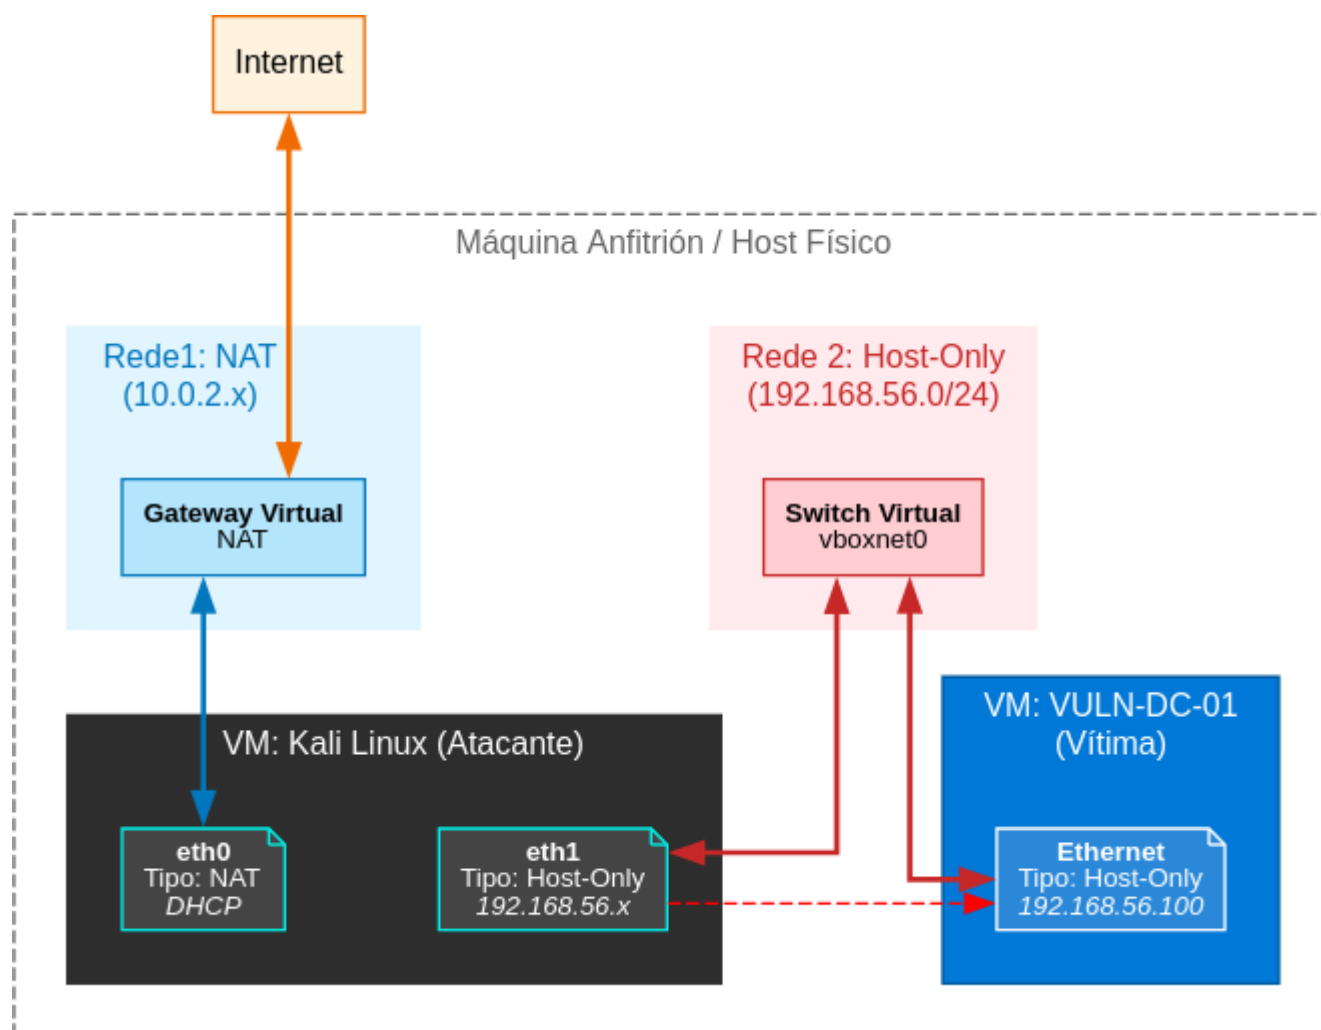 Internet
Máquina Anfitrión / Host Físico
Rede1: NAT
(10.0.2.x)
Rede 2: Host-Only
(192.168.56.0/24)
Gateway Virtual
NAT
Switch Virtual
vboxnet0
VM: Kali Linux (Atacante)
VM: VULN-DC-01
(Vítima)
eth0
Tipo: NAT
DHCP
eth1
Tipo: Host-Only
192.168.56.x
Ethernet
Tipo: Host-Only
192.168.56.100